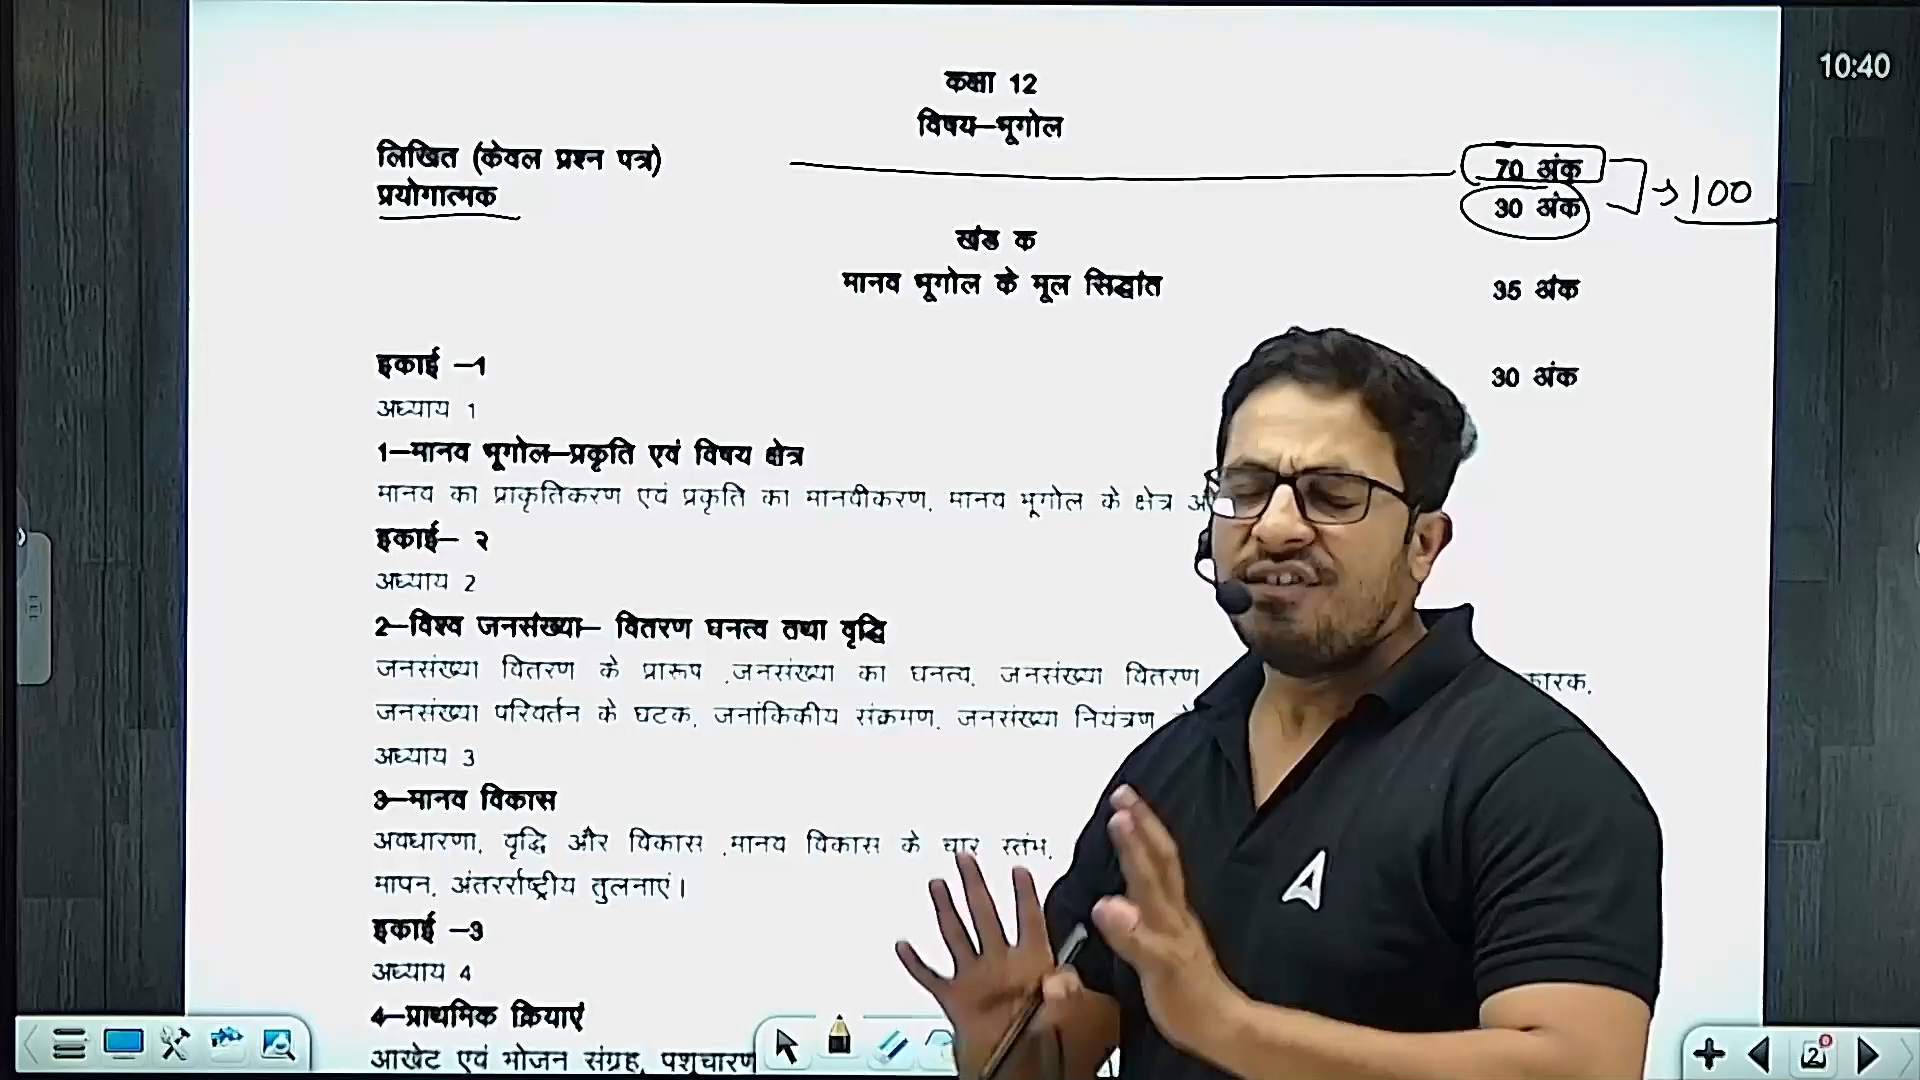 10:40
कक्षा 12
विषय—भूगोल
लिखित (केवल प्रश्न पत्र) 70 अंक
प्रयोगात्मक 30 अंक
→ 100
खंड क
मानव भूगोल के मूल सिद्धांत 35 अंक
इकाई —1 30 अंक
अध्याय 1
1—मानव भूगोल—प्रकृति एवं विषय क्षेत्र
मानव का प्राकृतिकरण एवं प्रकृति का मानवीकरण, मानव भूगोल के क्षेत्र
इकाई— २
अध्याय 2
2—विश्व जनसंख्या— वितरण घनत्व तथा वृद्धि
जनसंख्या वितरण के प्रारूप ,जनसंख्या का घनत्व, जनसंख्या वितरण कारक,
जनसंख्या परिवर्तन के घटक, जनांकिकीय संक्रमण, जनसंख्या नियंत्रण
अध्याय 3
3—मानव विकास
अवधारणा, वृद्धि और विकास ,मानव विकास के चार स्तंभ,
मापन, अंतरर्राष्ट्रीय तुलनाएं।
इकाई —3
अध्याय 4
4—प्राथमिक क्रियाएं
आखेट एवं भोजन संग्रह, पशुचारण
2